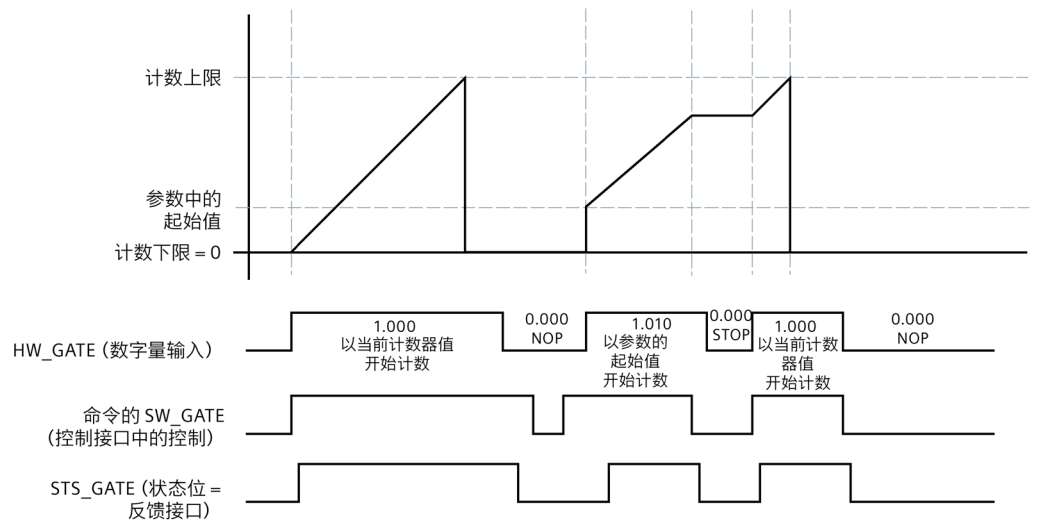 计数上限
参数中的
起始值
计数下限 = 0
HW_GATE（数字量输入）
1.000
以当前计数器值
开始计数
0.000
NOP
1.010
以参数的
起始值
开始计数
0.000
STOP
1.000
以当前计数
器值
开始计数
0.000
NOP
命令的 SW_GATE
（控制接口中的控制）
STS_GATE（状态位 =
反馈接口）